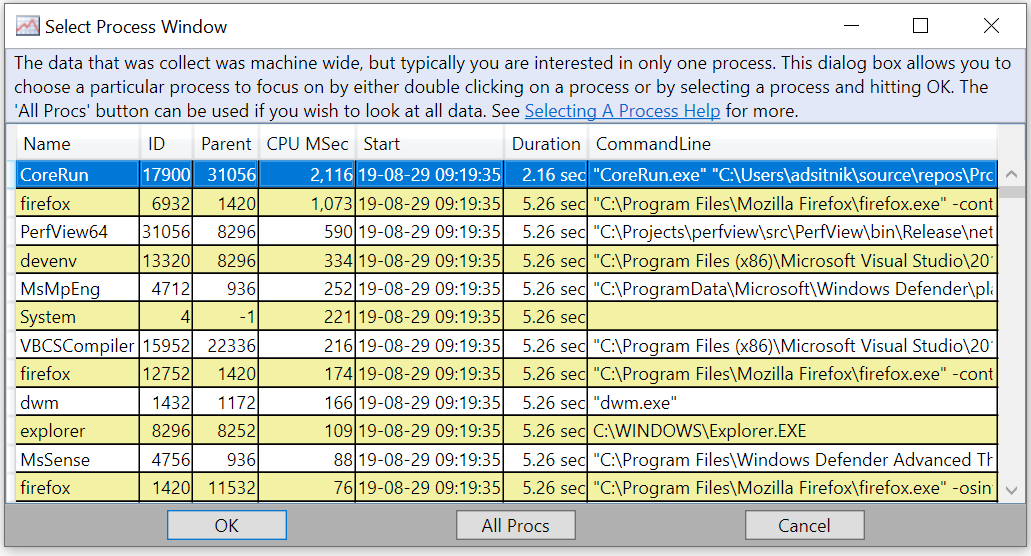 Select Process Window
The data that was collect was machine wide, but typically you are interested in only one process. This dialog box allows you to
choose a particular process to focus on by either double clicking on a process or by selecting a process and hitting OK. The
'All Procs' button can be used if you wish to look at all data. See Selecting A Process Help for more.
Name ID Parent CPU MSec Start Duration CommandLine
CoreRun 17900 31056 2,116 19-08-29 09:19:35 2.16 sec "CoreRun.exe" "C:\Users\adsitnik\source\repos\Pro
firefox 6932 1420 1,073 19-08-29 09:19:35 5.26 sec "C:\Program Files\Mozilla Firefox\firefox.exe" -cont
PerfView64 31056 8296 590 19-08-29 09:19:35 5.26 sec "C:\Projects\perfview\src\PerfView\bin\Release\net
devenv 13320 8296 334 19-08-29 09:19:35 5.26 sec "C:\Program Files (x86)\Microsoft Visual Studio\20
MsMpEng 4712 936 252 19-08-29 09:19:35 5.26 sec "C:\ProgramData\Microsoft\Windows Defender\pla
System 4 -1 221 19-08-29 09:19:35 5.26 sec
VBCSCompiler 15952 22336 216 19-08-29 09:19:35 5.26 sec "C:\Program Files (x86)\Microsoft Visual Studio\20
firefox 12752 1420 174 19-08-29 09:19:35 5.26 sec "C:\Program Files\Mozilla Firefox\firefox.exe" -cont
dwm 1432 1172 166 19-08-29 09:19:35 5.26 sec "dwm.exe"
explorer 8296 8252 109 19-08-29 09:19:35 5.26 sec C:\WINDOWS\Explorer.EXE
MsSense 4756 936 88 19-08-29 09:19:35 5.26 sec "C:\Program Files\Windows Defender Advanced Th
firefox 1420 11532 76 19-08-29 09:19:35 5.26 sec "C:\Program Files\Mozilla Firefox\firefox.exe" -osin
OK All Procs Cancel